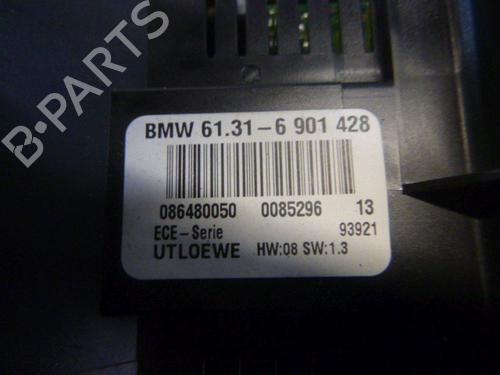 B-PARTS
BMW 61.31-6 901 428
086480050 0085296 13
ECE-Serie 93921
UTLOEWE HW:08 SW:1.3